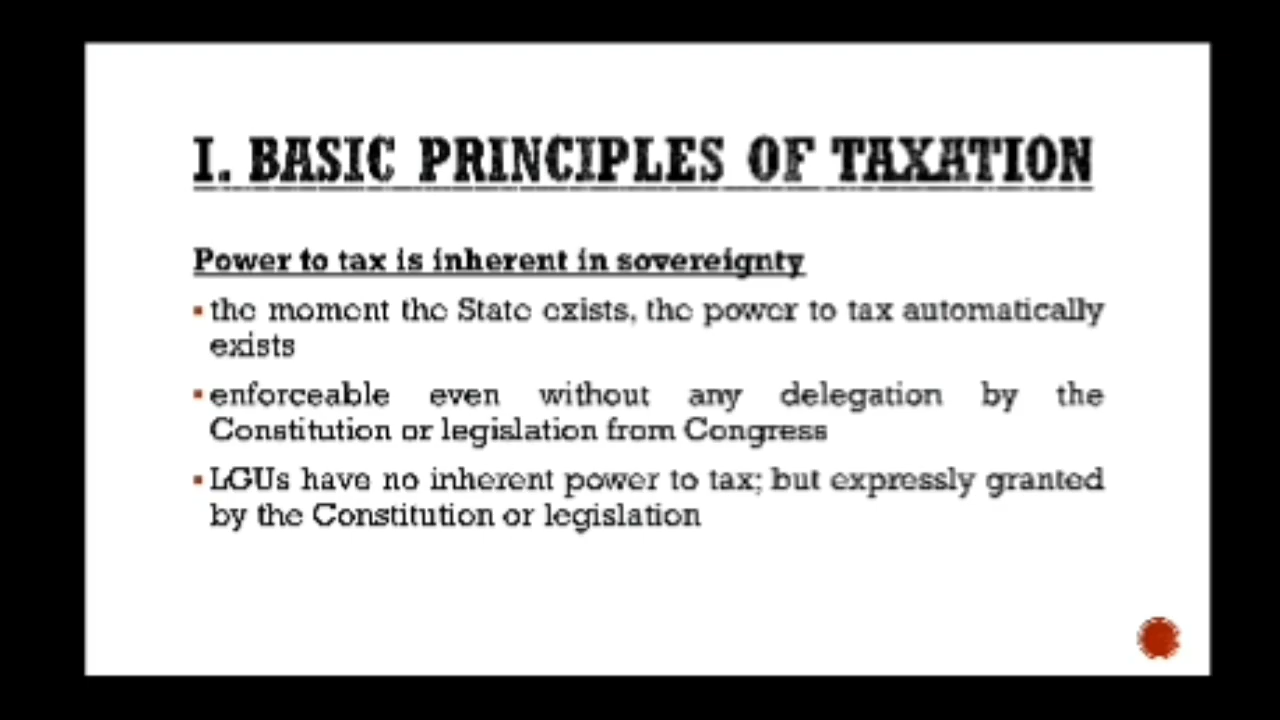 I. BASIC PRINCIPLES OF TAXATION
Power to tax is inherent in sovereignty
▪ the moment the State exists, the power to tax automatically
exists
▪ enforceable even without any delegation by the
Constitution or legislation from Congress
▪ LGUs have no inherent power to tax; but expressly granted
by the Constitution or legislation